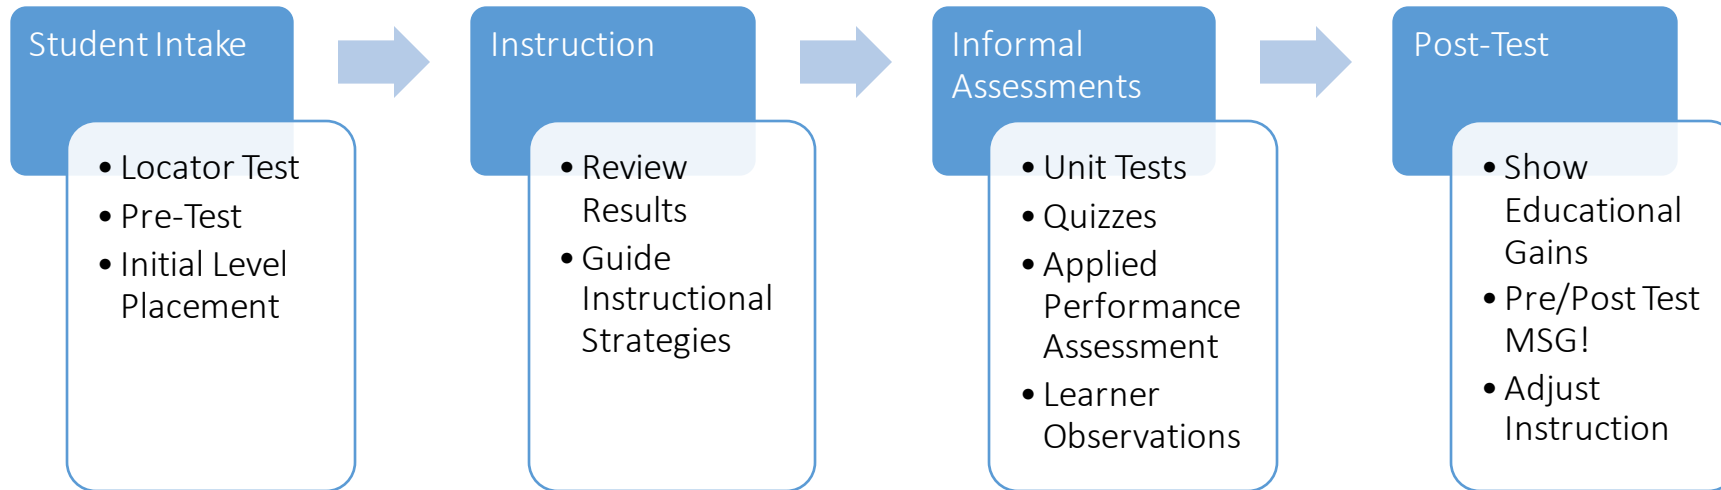 Student Intake
• Locator Test
• Pre-Test
• Initial Level
Placement
Instruction
• Review
Results
• Guide
Instructional
Strategies
Informal
Assessments
• Unit Tests
• Quizzes
• Applied
Performance
Assessment
• Learner
Observations
Post-Test
• Show
Educational
Gains
• Pre/Post Test
MSG!
• Adjust
Instruction